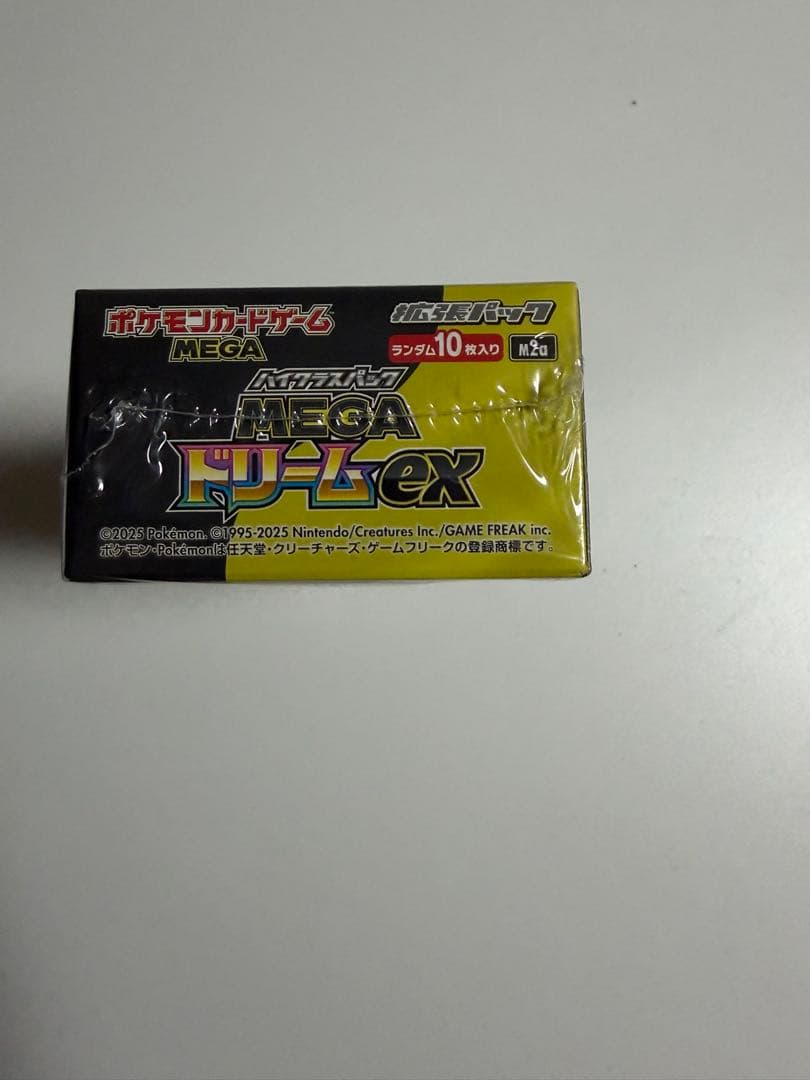 ポケモンカードゲーム
MEGA
拡張パック
ランダム10枚入り M2a
ハイクラスパック
MEGA
ドリームex
©2025 Pokémon. ©1995-2025 Nintendo/Creatures Inc./GAME FREAK inc.
ポケモン・Pokémonは任天堂・クリーチャーズ・ゲームフリークの登録商標です。